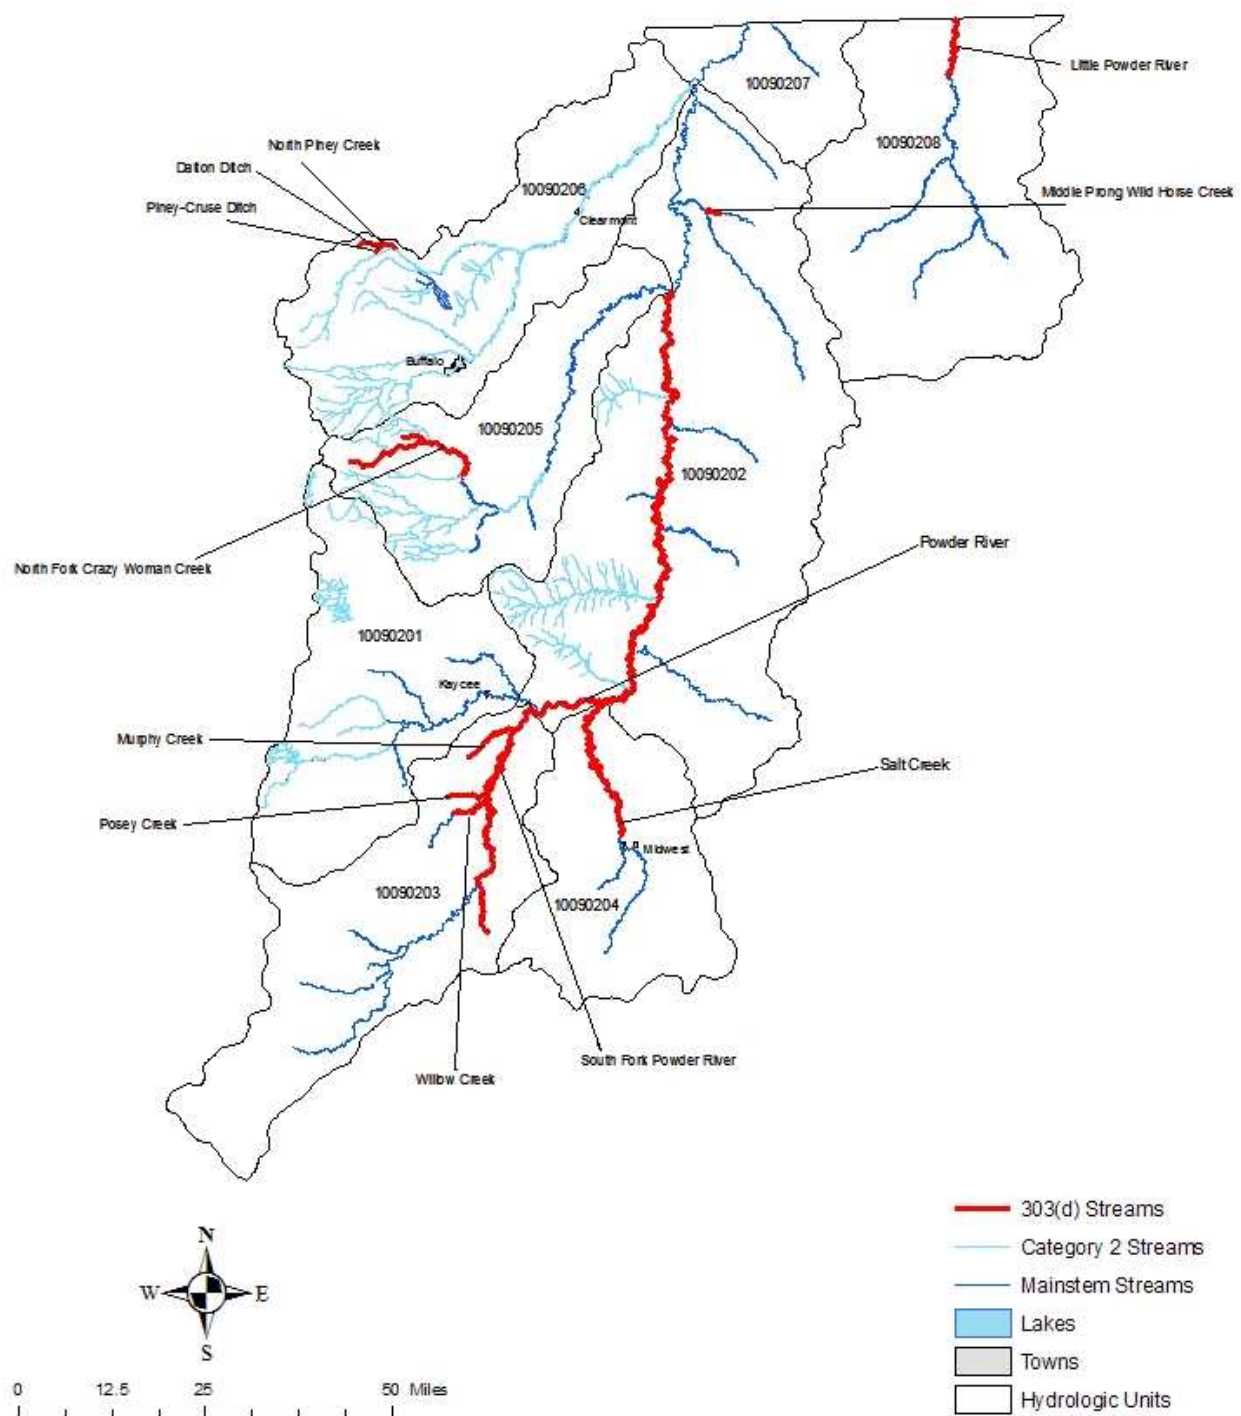 Little Powder River
10090207
North Piney Creek
10090208
Dalton Ditch
10090206
Middle Prong Wild Horse Creek
Piney-Cruse Ditch
Clearmont
Buffalo
10090205
10090202
Powder River
North Fork Crazy Woman Creek
10090201
Kaycee
Murphy Creek
Salt Creek
Posey Creek
Midwest
10090203
10090204
South Fork Powder River
Willow Creek
303(d) Streams
N
Category 2 Streams
W E
Mainstem Streams
Lakes
S
Towns
0 12.5 25 50 Miles
Hydrologic Units